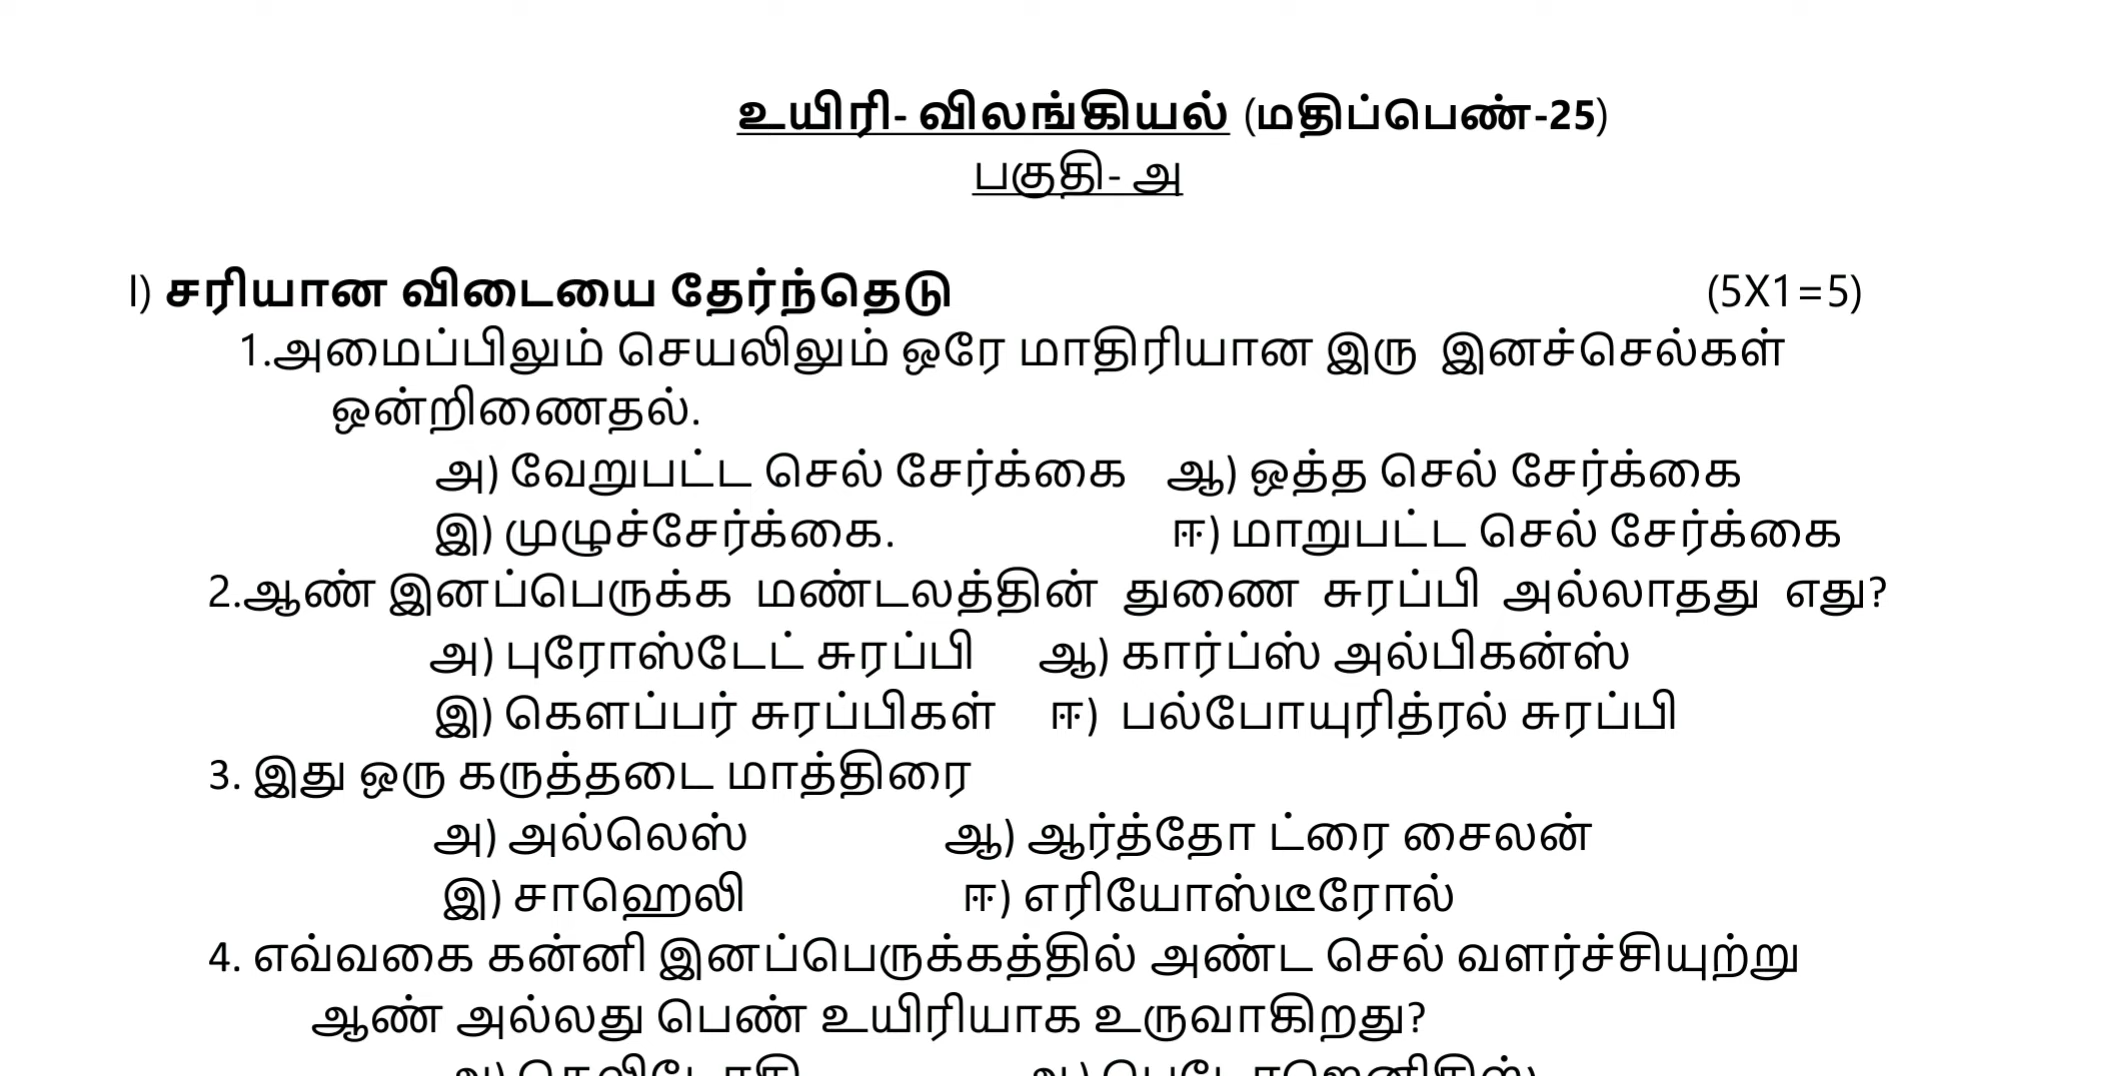 உயிரி- விலங்கியல் (மதிப்பெண்-25)
பகுதி- அ
I) சரியான விடையை தேர்ந்தெடு (5X1=5)
1.அமைப்பிலும் செயலிலும் ஒரே மாதிரியான இரு இனச்செல்கள்
ஒன்றிணைதல்.
அ) வேறுபட்ட செல் சேர்க்கை ஆ) ஒத்த செல் சேர்க்கை
இ) முழுச்சேர்க்கை. ஈ) மாறுபட்ட செல் சேர்க்கை
2.ஆண் இனப்பெருக்க மண்டலத்தின் துணை சுரப்பி அல்லாதது எது?
அ) புரோஸ்டேட் சுரப்பி ஆ) கார்ப்ஸ் அல்பிகன்ஸ்
இ) கௌப்பர் சுரப்பிகள் ஈ) பல்போயுரித்ரல் சுரப்பி
3. இது ஒரு கருத்தடை மாத்திரை
அ) அல்லெஸ் ஆ) ஆர்த்தோ ட்ரை சைலன்
இ) சாஹெலி ஈ) எரியோஸ்டீரோல்
4. எவ்வகை கன்னி இனப்பெருக்கத்தில் அண்ட செல் வளர்ச்சியுற்று
ஆண் அல்லது பெண் உயிரியாக உருவாகிறது?